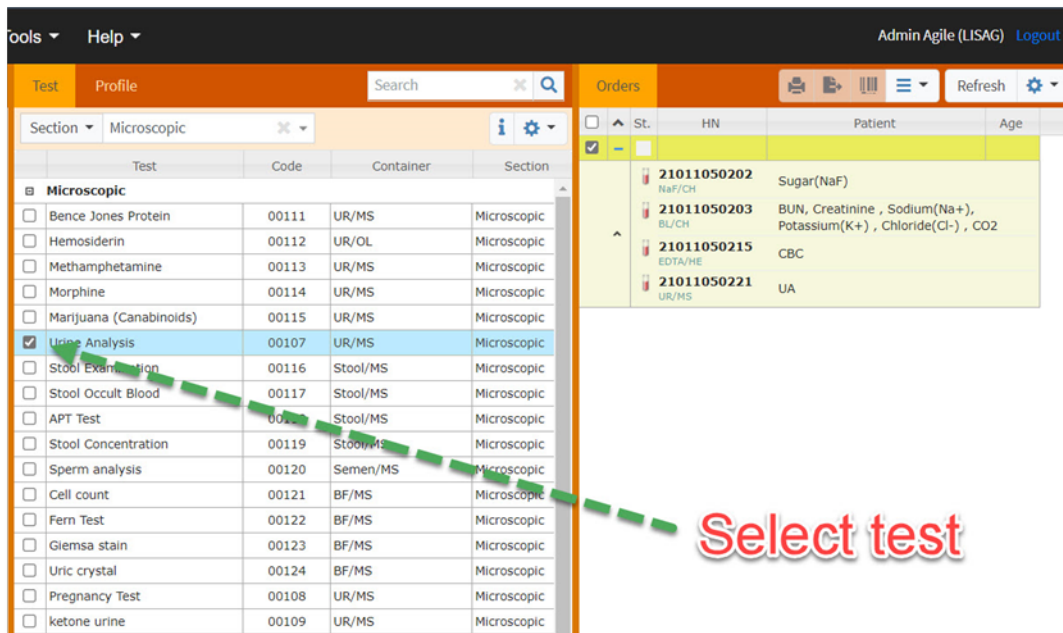 Tools Help Admin Agile (LISAG) Logout
Test Profile Search Orders Refresh
Section Microscopic
St. HN Patient Age
Test Code Container Section
Microscopic
Bence Jones Protein 00111 UR/MS Microscopic
Hemosiderin 00112 UR/OL Microscopic
Methamphetamine 00113 UR/MS Microscopic
Morphine 00114 UR/MS Microscopic
Marijuana (Canabinoids) 00115 UR/MS Microscopic
Urine Analysis 00107 UR/MS Microscopic
Stool Examination Stool/MS 00116 Microscopic
Stool Occult Blood 00117 Stool/MS Microscopic
APT Test Stool/MS Microscopic
Stool Concentration 00119 Stool/MS Microscopic
Sperm analysis 00120 Semen/MS Microscopic
Cell count 00121 BF/MS Microscopic
Fern Test 00122 BF/MS Microscopic
Giemsa stain 00123 BF/MS Microscopic
Uric crystal 00124 BF/MS Microscopic
Pregnancy Test 00108 UR/MS Microscopic
ketone urine 00109 UR/MS Microscopic
21011050202 Sugar(NaF)
NaF/CH
21011050203 BUN, Creatinine , Sodium(Na+),
BL/CH Potassium(K+) , Chloride(Cl-) , CO2
21011050215 CBC
EDTA/HE
21011050221 UA
UR/MS
Select test